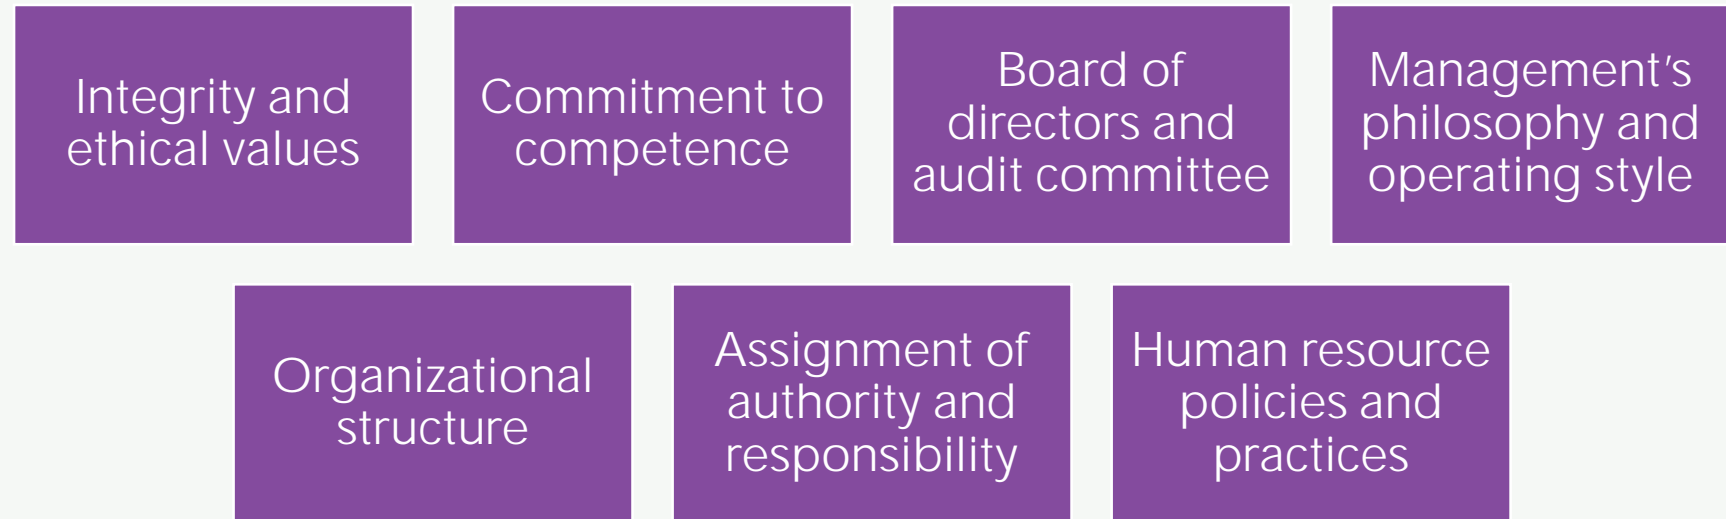 Integrity and
ethical values
Commitment to
competence
Board of
directors and
audit committee
Management's
philosophy and
operating style
Organizational
structure
Assignment of
authority and
responsibility
Human resource
policies and
practices